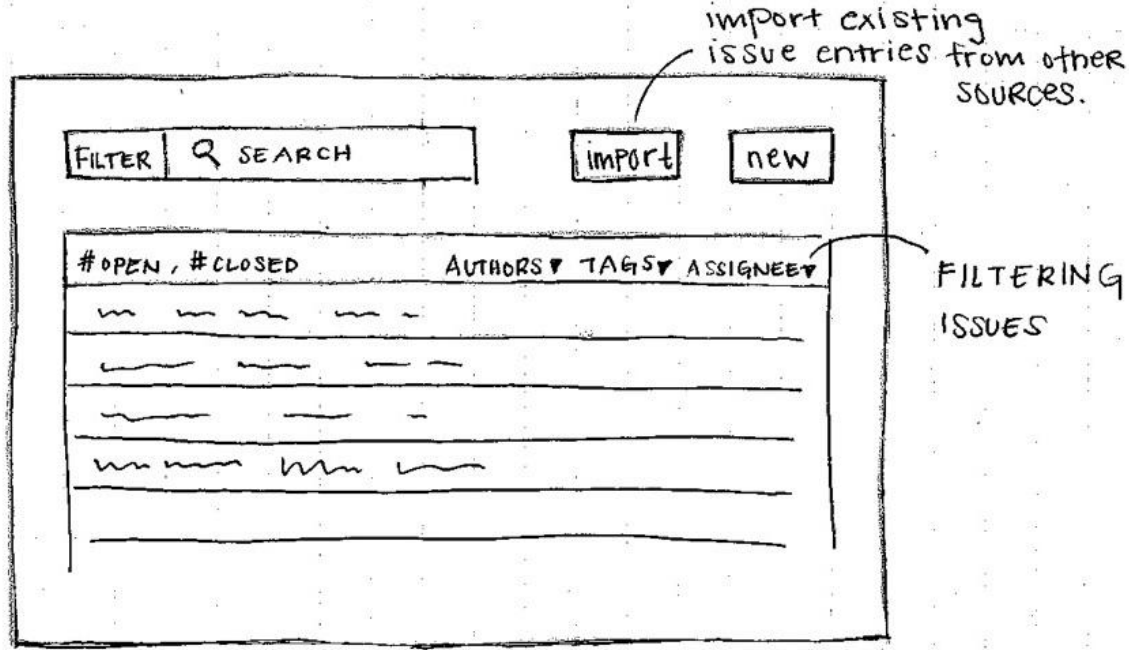 import existing
issue entries from other
sources.
FILTER SEARCH import new
#OPEN, #CLOSED AUTHORS▼ TAGS▼ ASSIGNEE▼
FILTERING
ISSUES